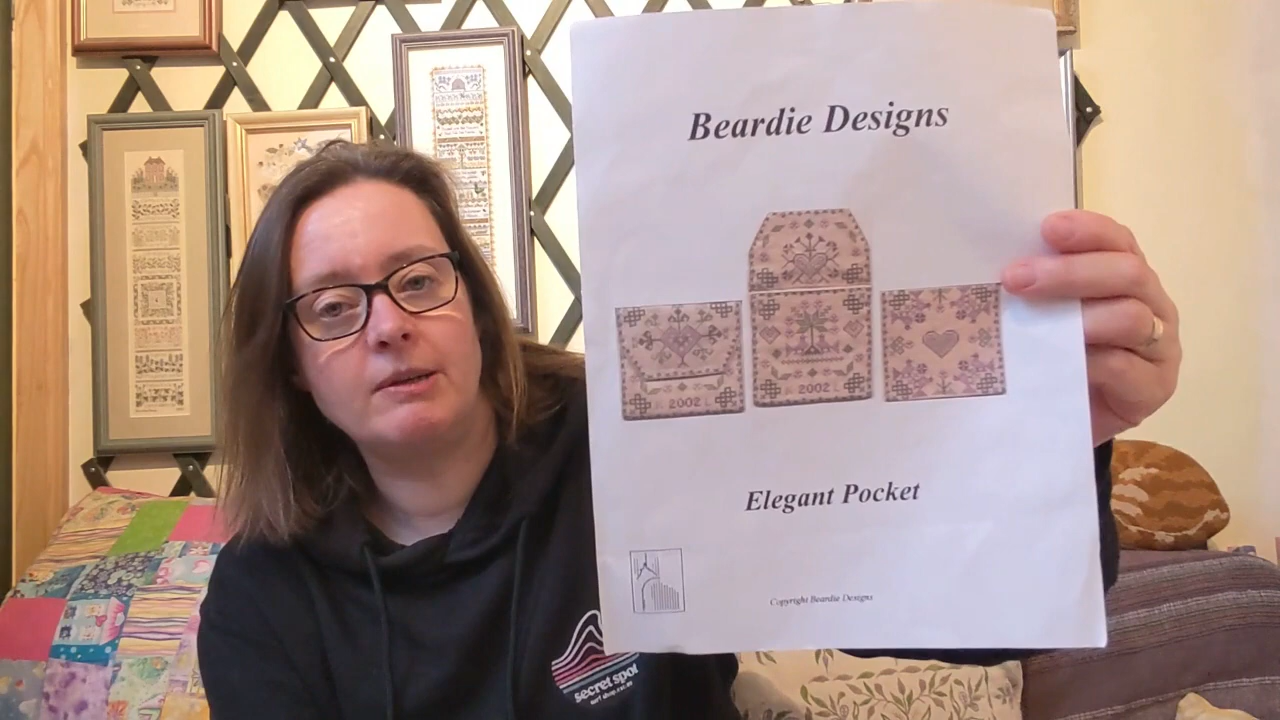 Beardie Designs
2002
2002
Elegant Pocket
Copyright Beardie Designs
secret spot